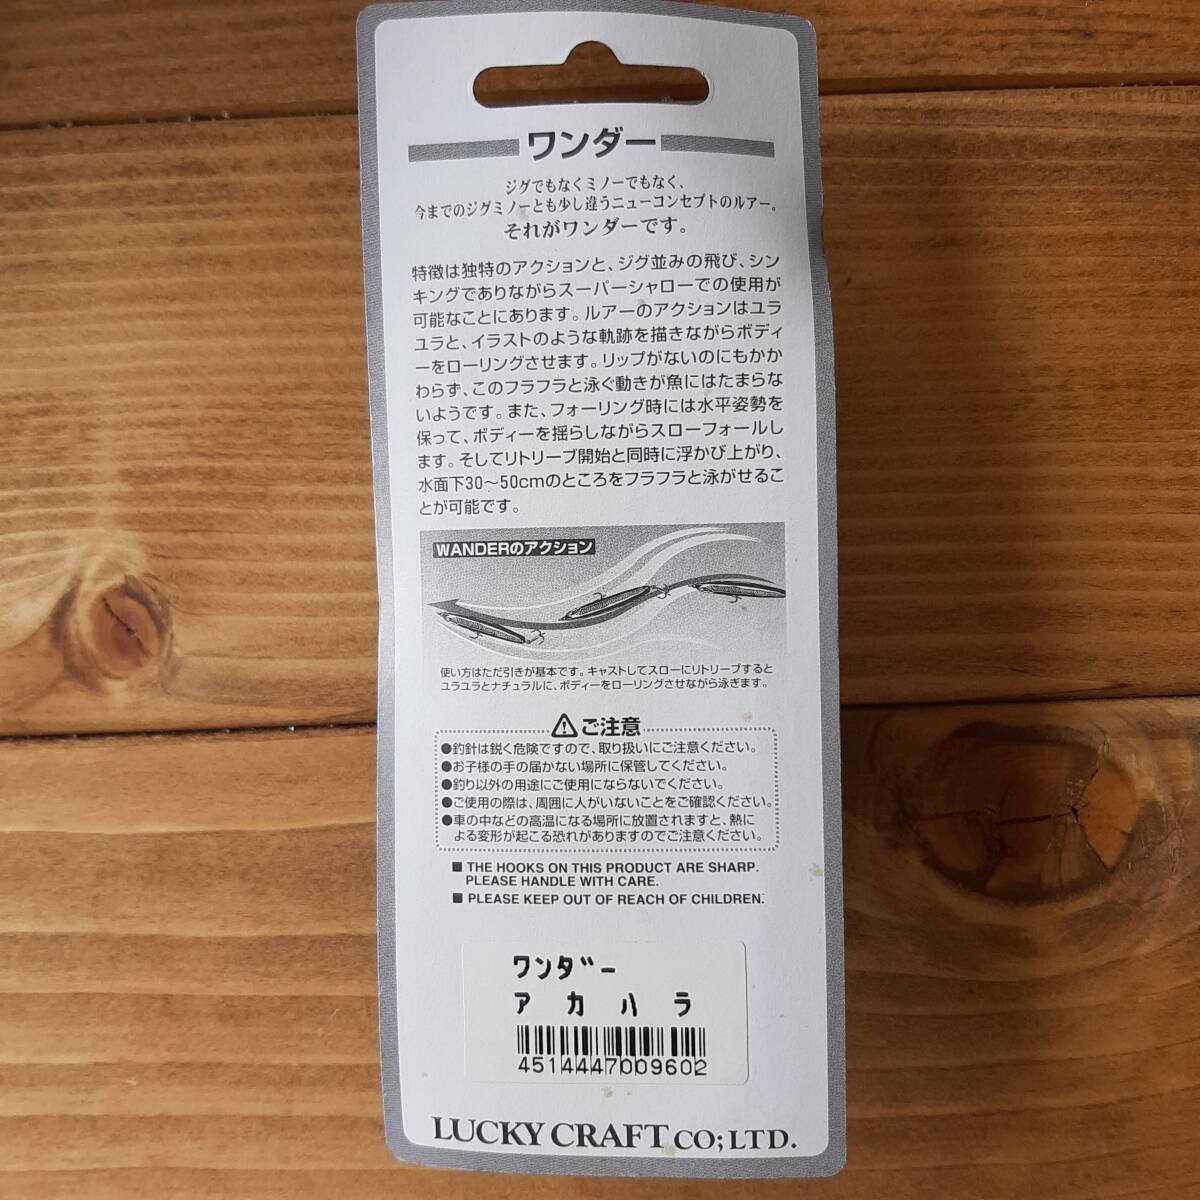 ワンダー
ジグでもなくミノーでもなく、
今までのジグミノーとも少し違うニューコンセプトのルアー。
それがワンダーです。
特徴は独特のアクションと、ジグ並みの飛び、シン
キングでありながらスーパーシャローでの使用が
可能なことにあります。ルアーのアクションはユラ
ユラと、イラストのような軌跡を描きながらボディ
ーをローリングさせます。リップがないのにもかか
わらず、このフラフラと泳ぐ動きが魚にはたまらな
いようです。また、フォーリング時には水平姿勢を
保って、ボディーを揺らしながらスローフォールし
ます。そしてリトリーブ開始と同時に浮かび上がり、
水面下30〜50cmのところをフラフラと泳がせるこ
とが可能です。
WANDERのアクション
使い方はただ引きが基本です。キャストしてスローにリトリーブすると
ユラユラとナチュラルに、ボディーをローリングさせながら泳ぎます。
ご注意
●釣針は鋭く危険ですので、取り扱いにご注意ください。
●お子様の手の届かない場所に保管してください。
●釣り以外の用途にご使用にならないでください。
●ご使用の際は、周囲に人がいないことをご確認ください。
●車の中などの高温になる場所に放置されますと、熱に
よる変形が起こる恐れがありますのでご注意ください。
■ THE HOOKS ON THIS PRODUCT ARE SHARP.
PLEASE HANDLE WITH CARE.
■ PLEASE KEEP OUT OF REACH OF CHILDREN.
ワンダー
アカハラ
4514447009602
LUCKY CRAFT CO;LTD.